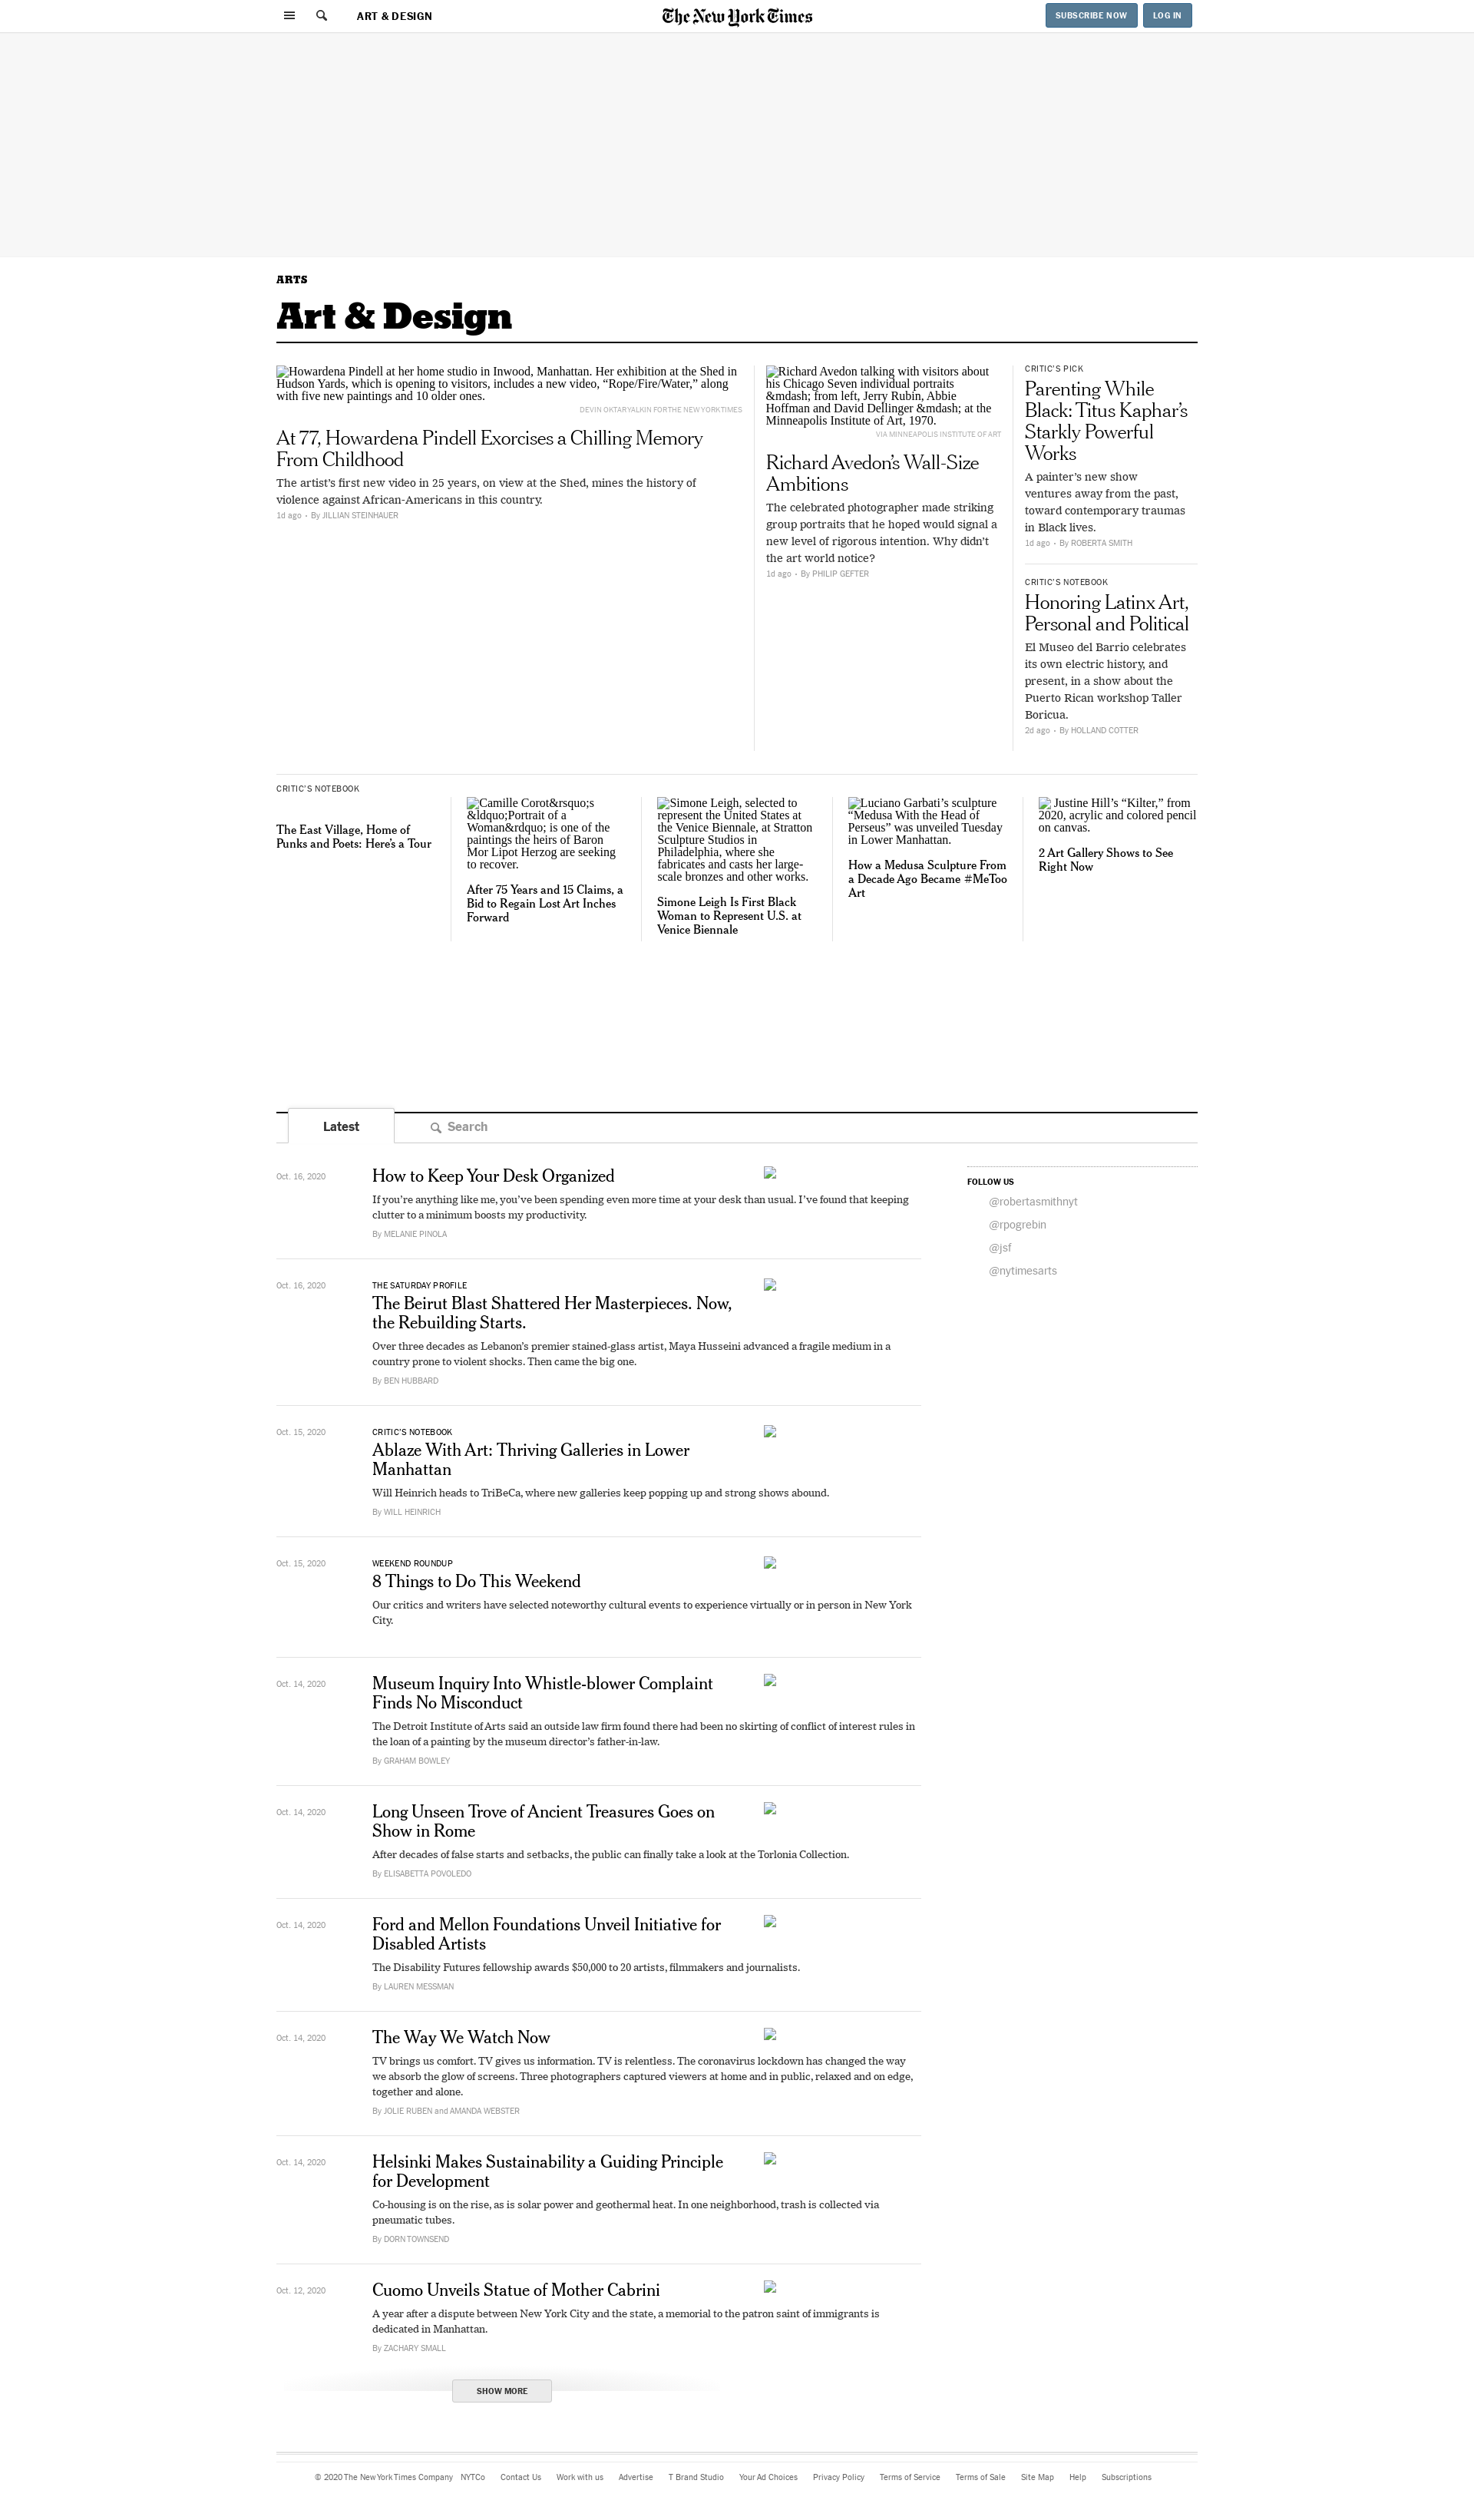 ART & DESIGN
The New York Times
SUBSCRIBE NOW
LOG IN
ARTS
Art & Design
Howardena Pindell at her home studio in Inwood, Manhattan. Her exhibition at the Shed in
Hudson Yards, which is opening to visitors, includes a new video, “Rope/Fire/Water,” along
with five new paintings and 10 older ones.
DEVIN OKTAR YALKIN FOR THE NEW YORK TIMES
At 77, Howardena Pindell Exorcises a Chilling Memory
From Childhood
The artist’s first new video in 25 years, on view at the Shed, mines the history of
violence against African-Americans in this country.
1d ago • By JILLIAN STEINHAUER
Richard Avedon talking with visitors about
his Chicago Seven individual portraits
&mdash; from left, Jerry Rubin, Abbie
Hoffman and David Dellinger &mdash; at the
Minneapolis Institute of Art, 1970.
VIA MINNEAPOLIS INSTITUTE OF ART
Richard Avedon’s Wall-Size
Ambitions
The celebrated photographer made striking
group portraits that he hoped would signal a
new level of rigorous intention. Why didn’t
the art world notice?
1d ago • By PHILIP GEFTER
CRITIC’S PICK
Parenting While
Black: Titus Kaphar’s
Starkly Powerful
Works
A painter’s new show
ventures away from the past,
toward contemporary traumas
in Black lives.
1d ago • By ROBERTA SMITH
CRITIC’S NOTEBOOK
Honoring Latinx Art,
Personal and Political
El Museo del Barrio celebrates
its own electric history, and
present, in a show about the
Puerto Rican workshop Taller
Boricua.
2d ago • By HOLLAND COTTER
CRITIC’S NOTEBOOK
The East Village, Home of
Punks and Poets: Here’s a Tour
Camille Corot&rsquo;s
&ldquo;Portrait of a
Woman&rdquo; is one of the
paintings the heirs of Baron
Mor Lipot Herzog are seeking
to recover.
After 75 Years and 15 Claims, a
Bid to Regain Lost Art Inches
Forward
Simone Leigh, selected to
represent the United States at
the Venice Biennale, at Stratton
Sculpture Studios in
Philadelphia, where she
fabricates and casts her large-
scale bronzes and other works.
Simone Leigh Is First Black
Woman to Represent U.S. at
Venice Biennale
Luciano Garbati’s sculpture
“Medusa With the Head of
Perseus” was unveiled Tuesday
in Lower Manhattan.
How a Medusa Sculpture From
a Decade Ago Became #MeToo
Art
Justine Hill’s “Kilter,” from
2020, acrylic and colored pencil
on canvas.
2 Art Gallery Shows to See
Right Now
Latest
Search
Oct. 16, 2020
How to Keep Your Desk Organized
If you’re anything like me, you’ve been spending even more time at your desk than usual. I’ve found that keeping
clutter to a minimum boosts my productivity.
By MELANIE PINOLA
FOLLOW US
@robertasmithnyt
@rpogrebin
@jsf
@nytimesarts
Oct. 16, 2020
THE SATURDAY PROFILE
The Beirut Blast Shattered Her Masterpieces. Now,
the Rebuilding Starts.
Over three decades as Lebanon’s premier stained-glass artist, Maya Husseini advanced a fragile medium in a
country prone to violent shocks. Then came the big one.
By BEN HUBBARD
Oct. 15, 2020
CRITIC’S NOTEBOOK
Ablaze With Art: Thriving Galleries in Lower
Manhattan
Will Heinrich heads to TriBeCa, where new galleries keep popping up and strong shows abound.
By WILL HEINRICH
Oct. 15, 2020
WEEKEND ROUNDUP
8 Things to Do This Weekend
Our critics and writers have selected noteworthy cultural events to experience virtually or in person in New York
City.
Oct. 14, 2020
Museum Inquiry Into Whistle-blower Complaint
Finds No Misconduct
The Detroit Institute of Arts said an outside law firm found there had been no skirting of conflict of interest rules in
the loan of a painting by the museum director’s father-in-law.
By GRAHAM BOWLEY
Oct. 14, 2020
Long Unseen Trove of Ancient Treasures Goes on
Show in Rome
After decades of false starts and setbacks, the public can finally take a look at the Torlonia Collection.
By ELISABETTA POVOLEDO
Oct. 14, 2020
Ford and Mellon Foundations Unveil Initiative for
Disabled Artists
The Disability Futures fellowship awards $50,000 to 20 artists, filmmakers and journalists.
By LAUREN MESSMAN
Oct. 14, 2020
The Way We Watch Now
TV brings us comfort. TV gives us information. TV is relentless. The coronavirus lockdown has changed the way
we absorb the glow of screens. Three photographers captured viewers at home and in public, relaxed and on edge,
together and alone.
By JOLIE RUBEN and AMANDA WEBSTER
Oct. 14, 2020
Helsinki Makes Sustainability a Guiding Principle
for Development
Co-housing is on the rise, as is solar power and geothermal heat. In one neighborhood, trash is collected via
pneumatic tubes.
By DORN TOWNSEND
Oct. 12, 2020
Cuomo Unveils Statue of Mother Cabrini
A year after a dispute between New York City and the state, a memorial to the patron saint of immigrants is
dedicated in Manhattan.
By ZACHARY SMALL
SHOW MORE
© 2020 The New York Times Company NYTCo Contact Us Work with us Advertise T Brand Studio Your Ad Choices Privacy Policy Terms of Service Terms of Sale Site Map Help Subscriptions